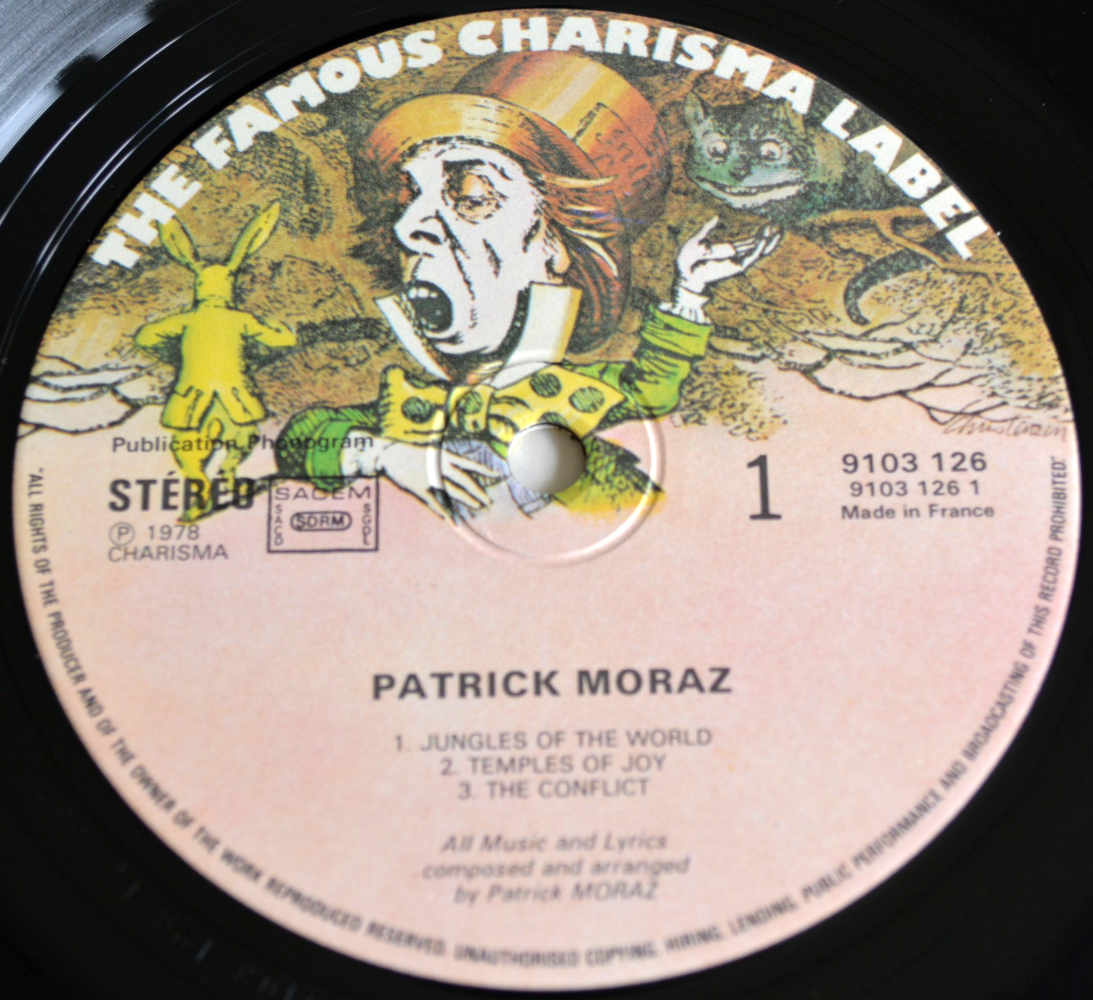 THE FAMOUS CHARISMA LABEL
Publication Phonogram
STÉRÉO
℗ 1978
CHARISMA
SACEM
SACD
SDRM
SGDL
1
9103 126
9103 126 1
Made in France
PATRICK MORAZ
1. JUNGLES OF THE WORLD
2. TEMPLES OF JOY
3. THE CONFLICT
All Music and Lyrics
composed and arranged
by Patrick MORAZ
"ALL RIGHTS OF THE PRODUCER AND OF THE OWNER OF THE WORK REPRODUCED RESERVED. UNAUTHORISED COPYING, HIRING, LENDING, PUBLIC PERFORMANCE AND BROADCASTING OF THIS RECORD PROHIBITED."